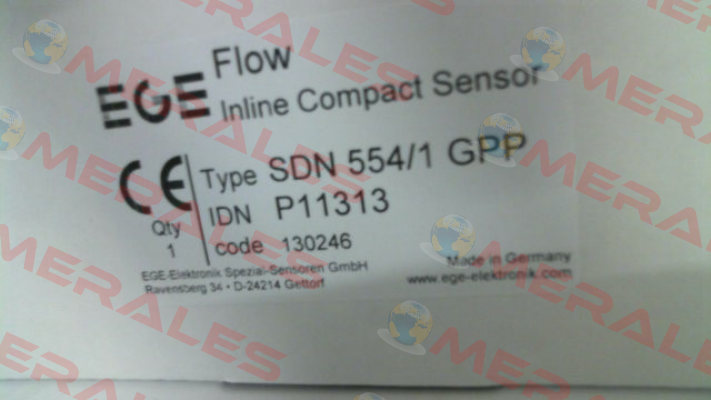 EGE
Flow
Inline Compact Sensor
CE
Type SDN 554/1 GPP
IDN P11313
Qty
1
code 130246
EGE-Elektronik Spezial-Sensoren GmbH
Ravensberg 34 • D-24214 Gettorf
Made in Germany
www.ege-elektronik.com
MERALES
MERALES
MERALES
MERALES